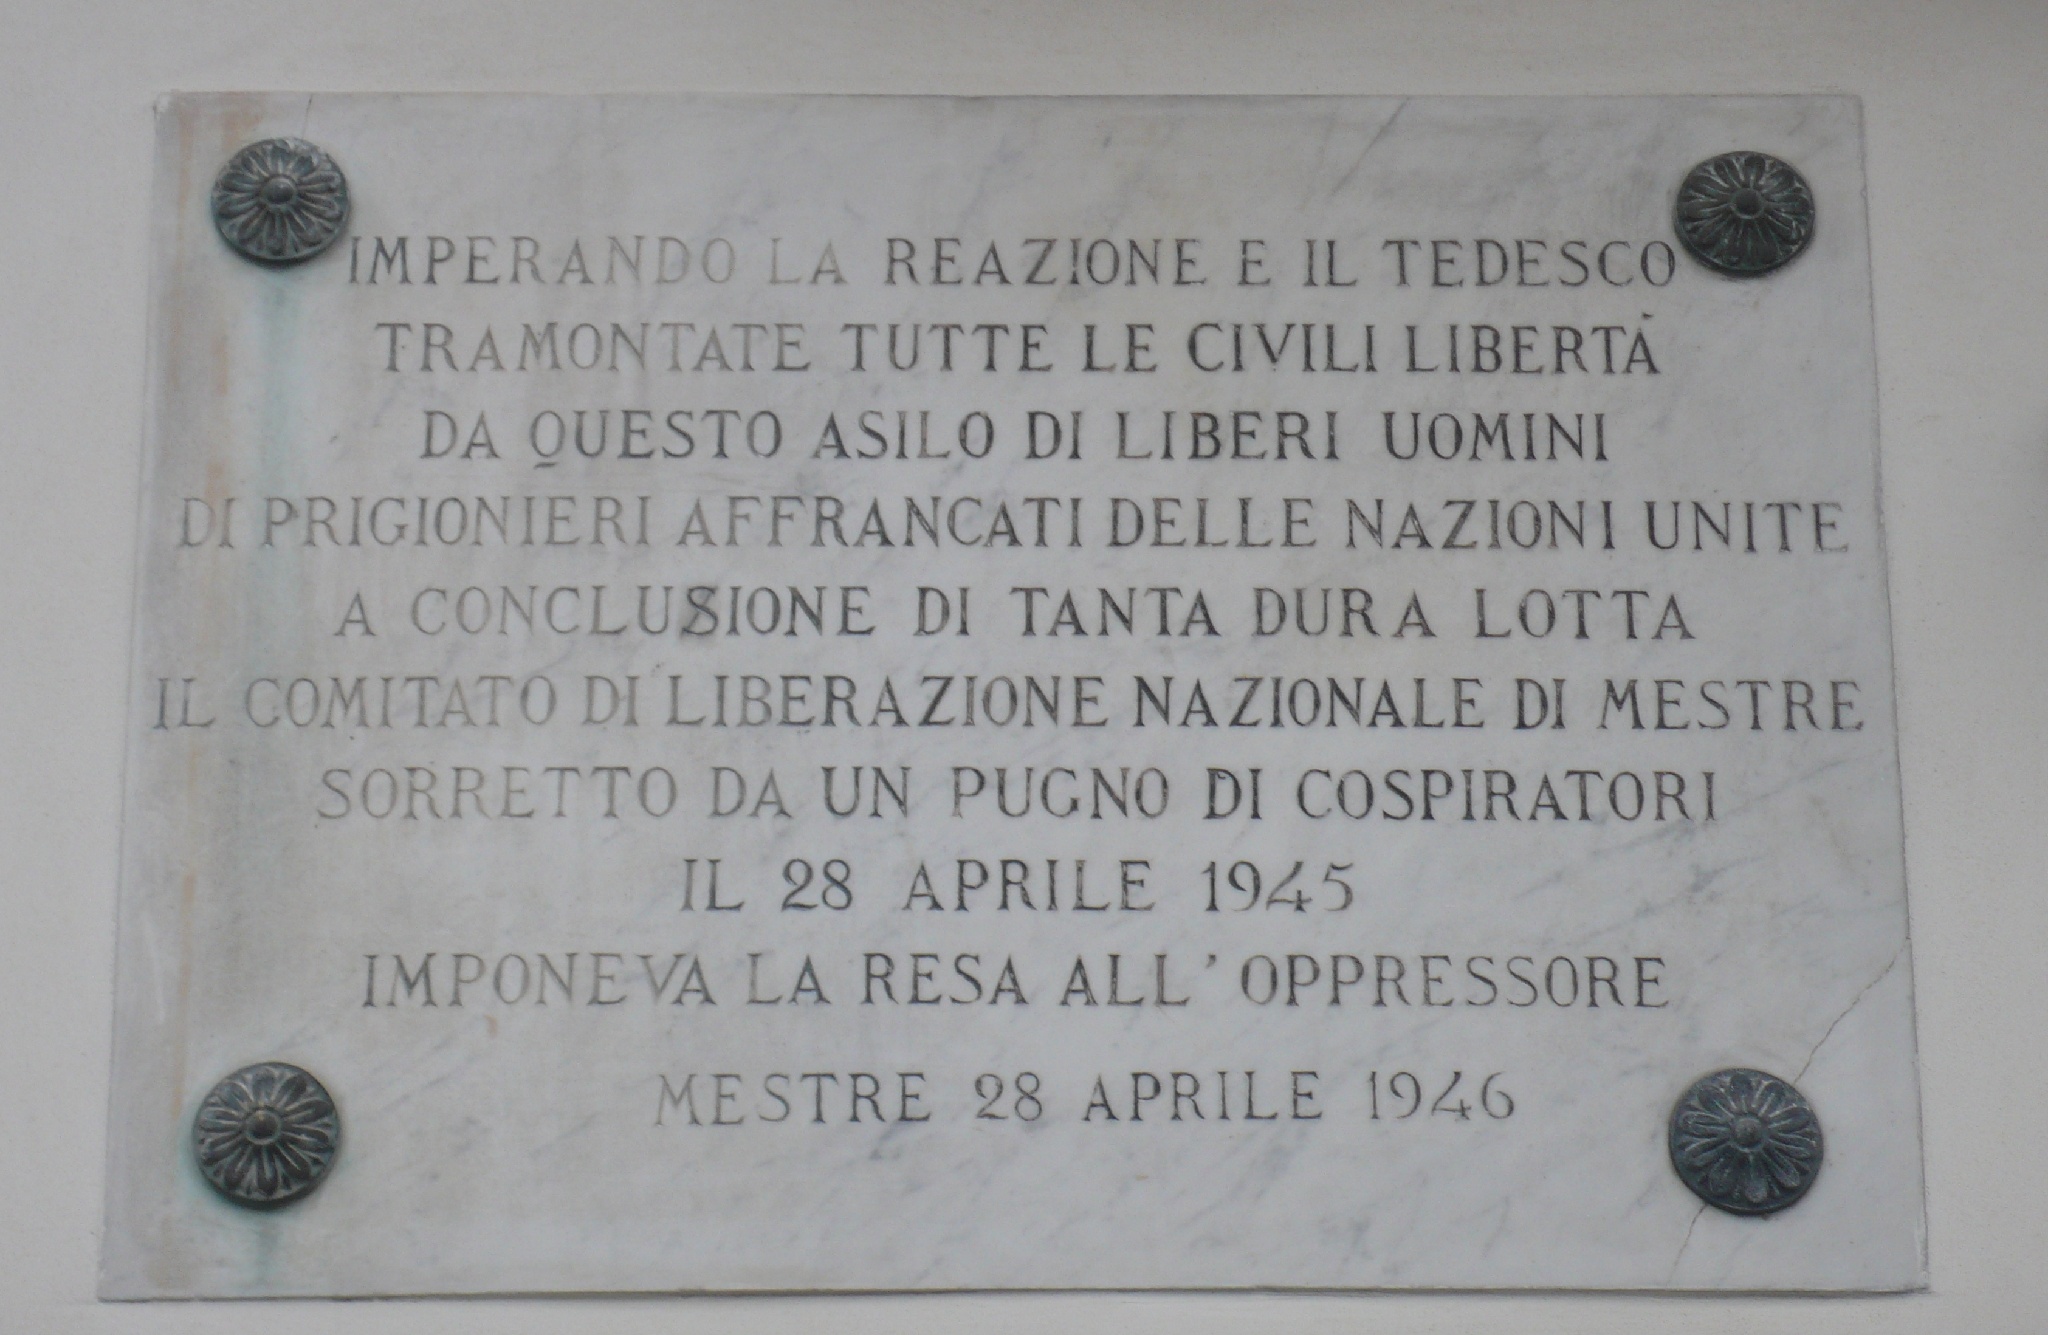 IMPERANDO LA REAZIONE E IL TEDESCO
TRAMONTATE TUTTE LE CIVILI LIBERTÀ
DA QUESTO ASILO DI LIBERI UOMINI
DI PRIGIONIERI AFFRANCATI DELLE NAZIONI UNITE
A CONCLUSIONE DI TANTA DURA LOTTA
IL COMITATO DI LIBERAZIONE NAZIONALE DI MESTRE
SORRETTO DA UN PUGNO DI COSPIRATORI
IL 28 APRILE 1945
IMPONEVA LA RESA ALL'OPPRESSORE
MESTRE 28 APRILE 1946